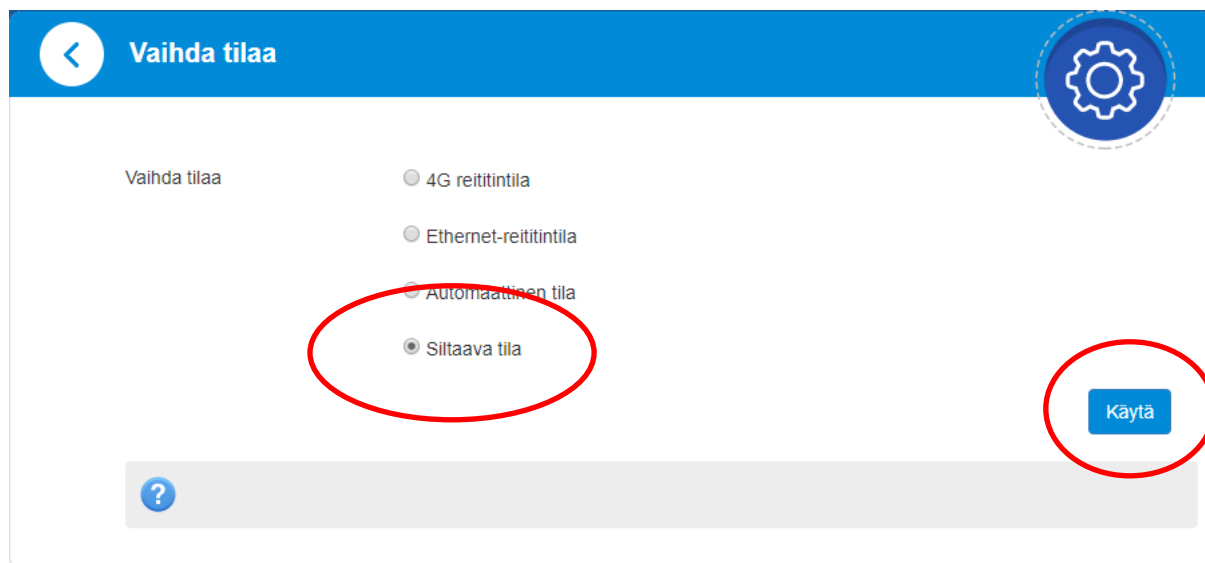 Vaihda tilaa
Vaihda tilaa
4G reititintila
Ethernet-reititintila
Automaattinen tila
Siltaava tila
Käytä
?